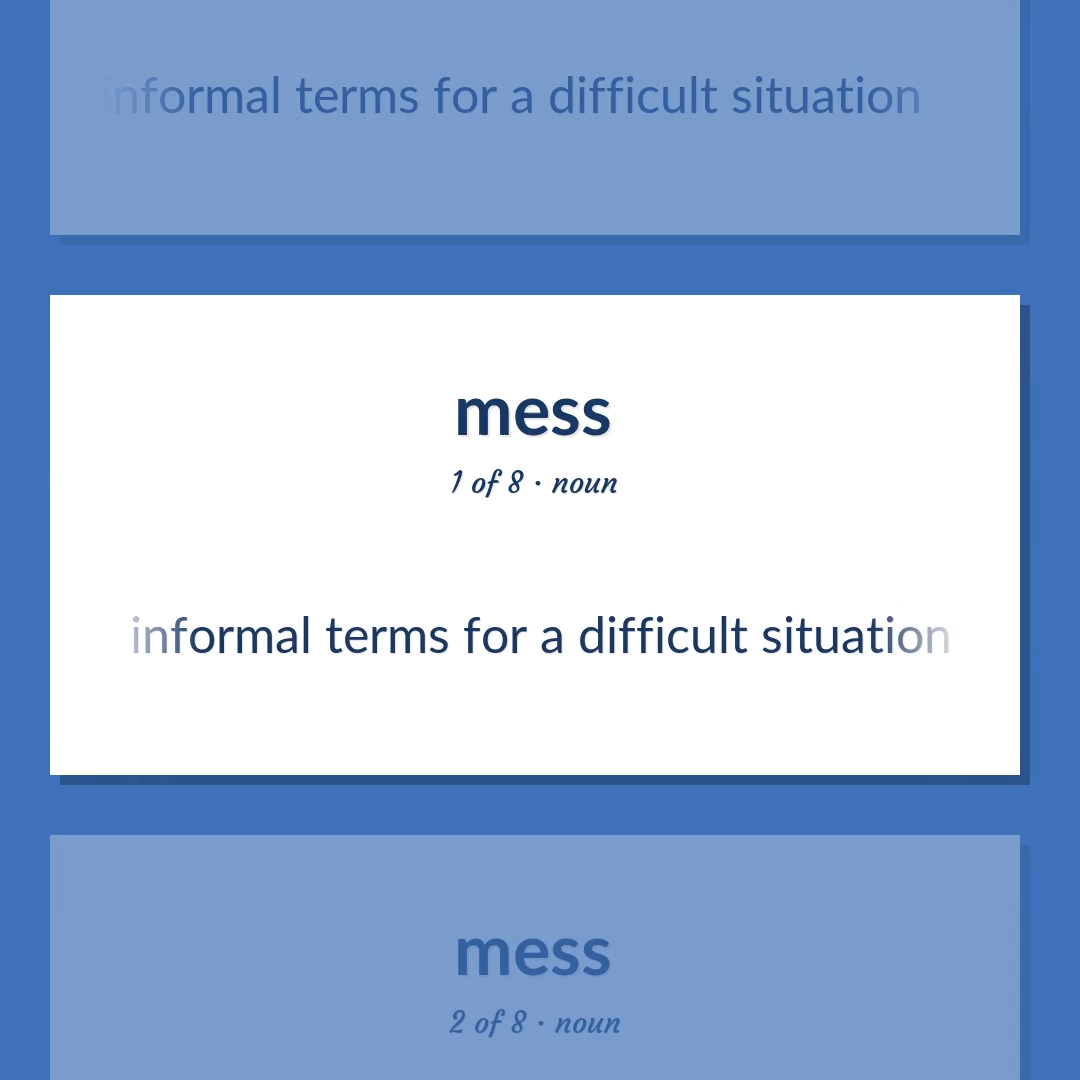 informal terms for a difficult situation
mess
1 of 8 · noun
informal terms for a difficult situation
mess
2 of 8 · noun